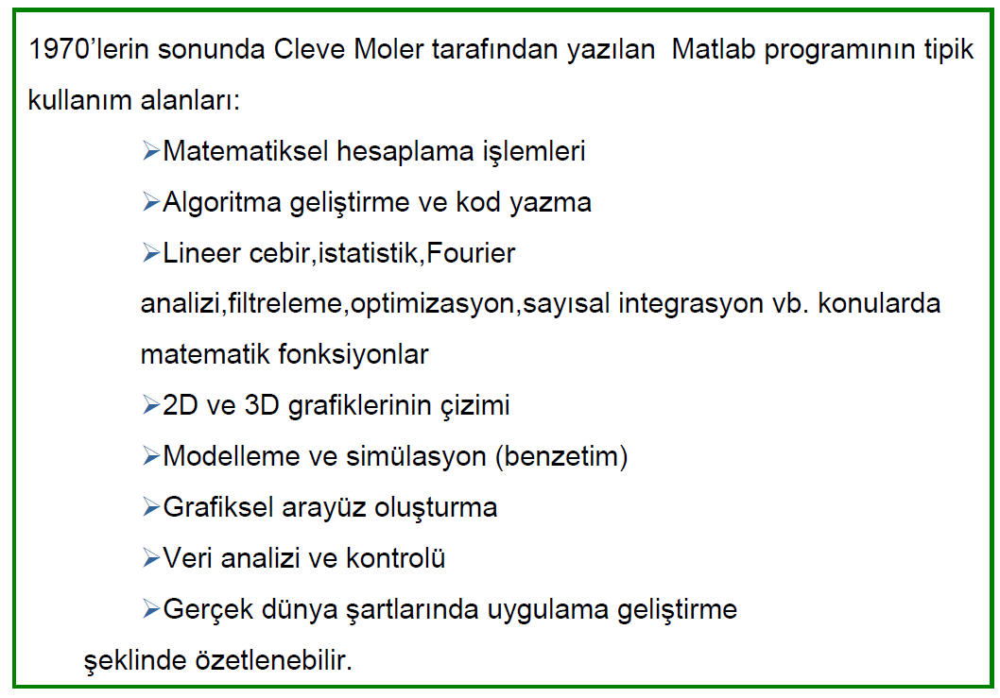 1970’lerin sonunda Cleve Moler tarafından yazılan  Matlab programının tipik
kullanım alanları:
➢Matematiksel hesaplama işlemleri
➢Algoritma geliştirme ve kod yazma
➢Lineer cebir,istatistik,Fourier
analizi,filtreleme,optimizasyon,sayısal integrasyon vb. konularda
matematik fonksiyonlar
➢2D ve 3D grafiklerinin çizimi
➢Modelleme ve simülasyon (benzetim)
➢Grafiksel arayüz oluşturma
➢Veri analizi ve kontrolü
➢Gerçek dünya şartlarında uygulama geliştirme
şeklinde özetlenebilir.